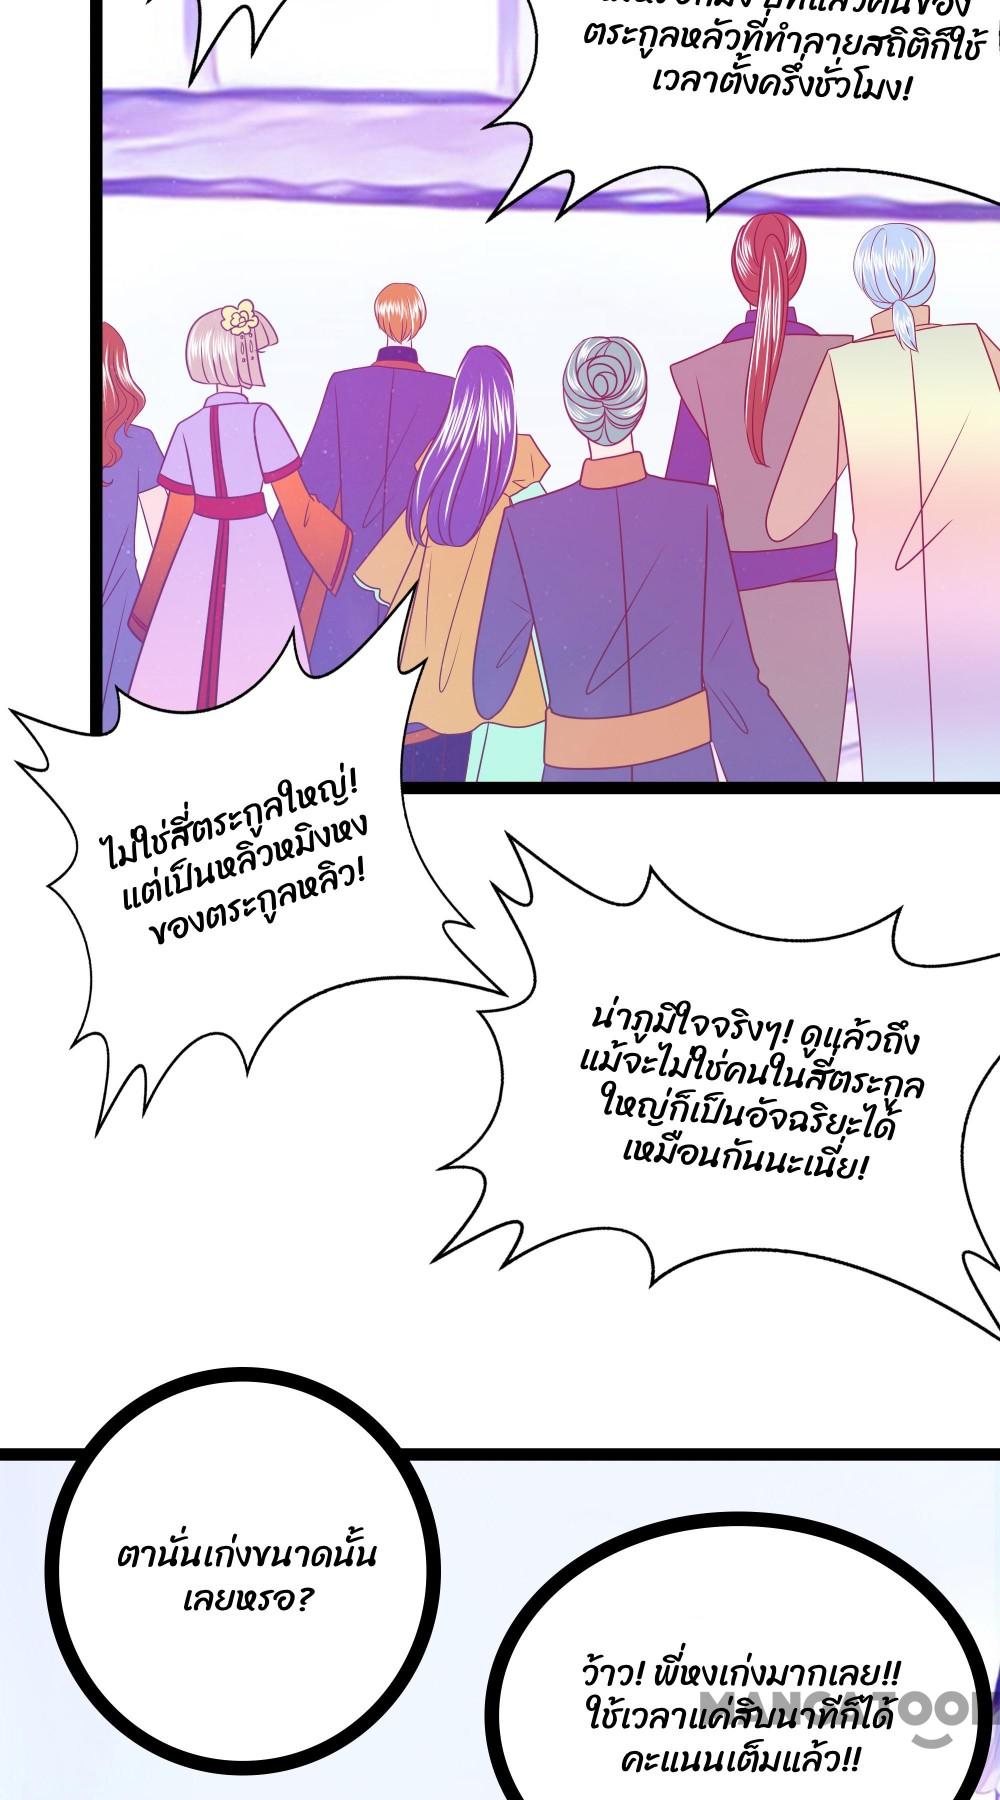 ตระกูลหลัวที่ทำลายสถิติก็ใช้
เวลาตั้งครึ่งชั่วโมง!
ไม่ใช่สี่ตระกูลใหญ่!
แต่เป็นหลิวหมิงหง
ของตระกูลหลิว!
น่าภูมิใจจริงๆ! ดูแล้วถึง
แม้จะไม่ใช่คนในสี่ตระกูล
ใหญ่ก็เป็นอัจฉริยะได้
เหมือนกันนะเนี่ย!
ตานั่นเก่งขนาดนั้น
เลยหรอ?
ว้าว! พี่หงเก่งมากเลย!!
ใช้เวลาแค่สิบนาทีก็ได้
คะแนนเต็มแล้ว!!
MANGATOON